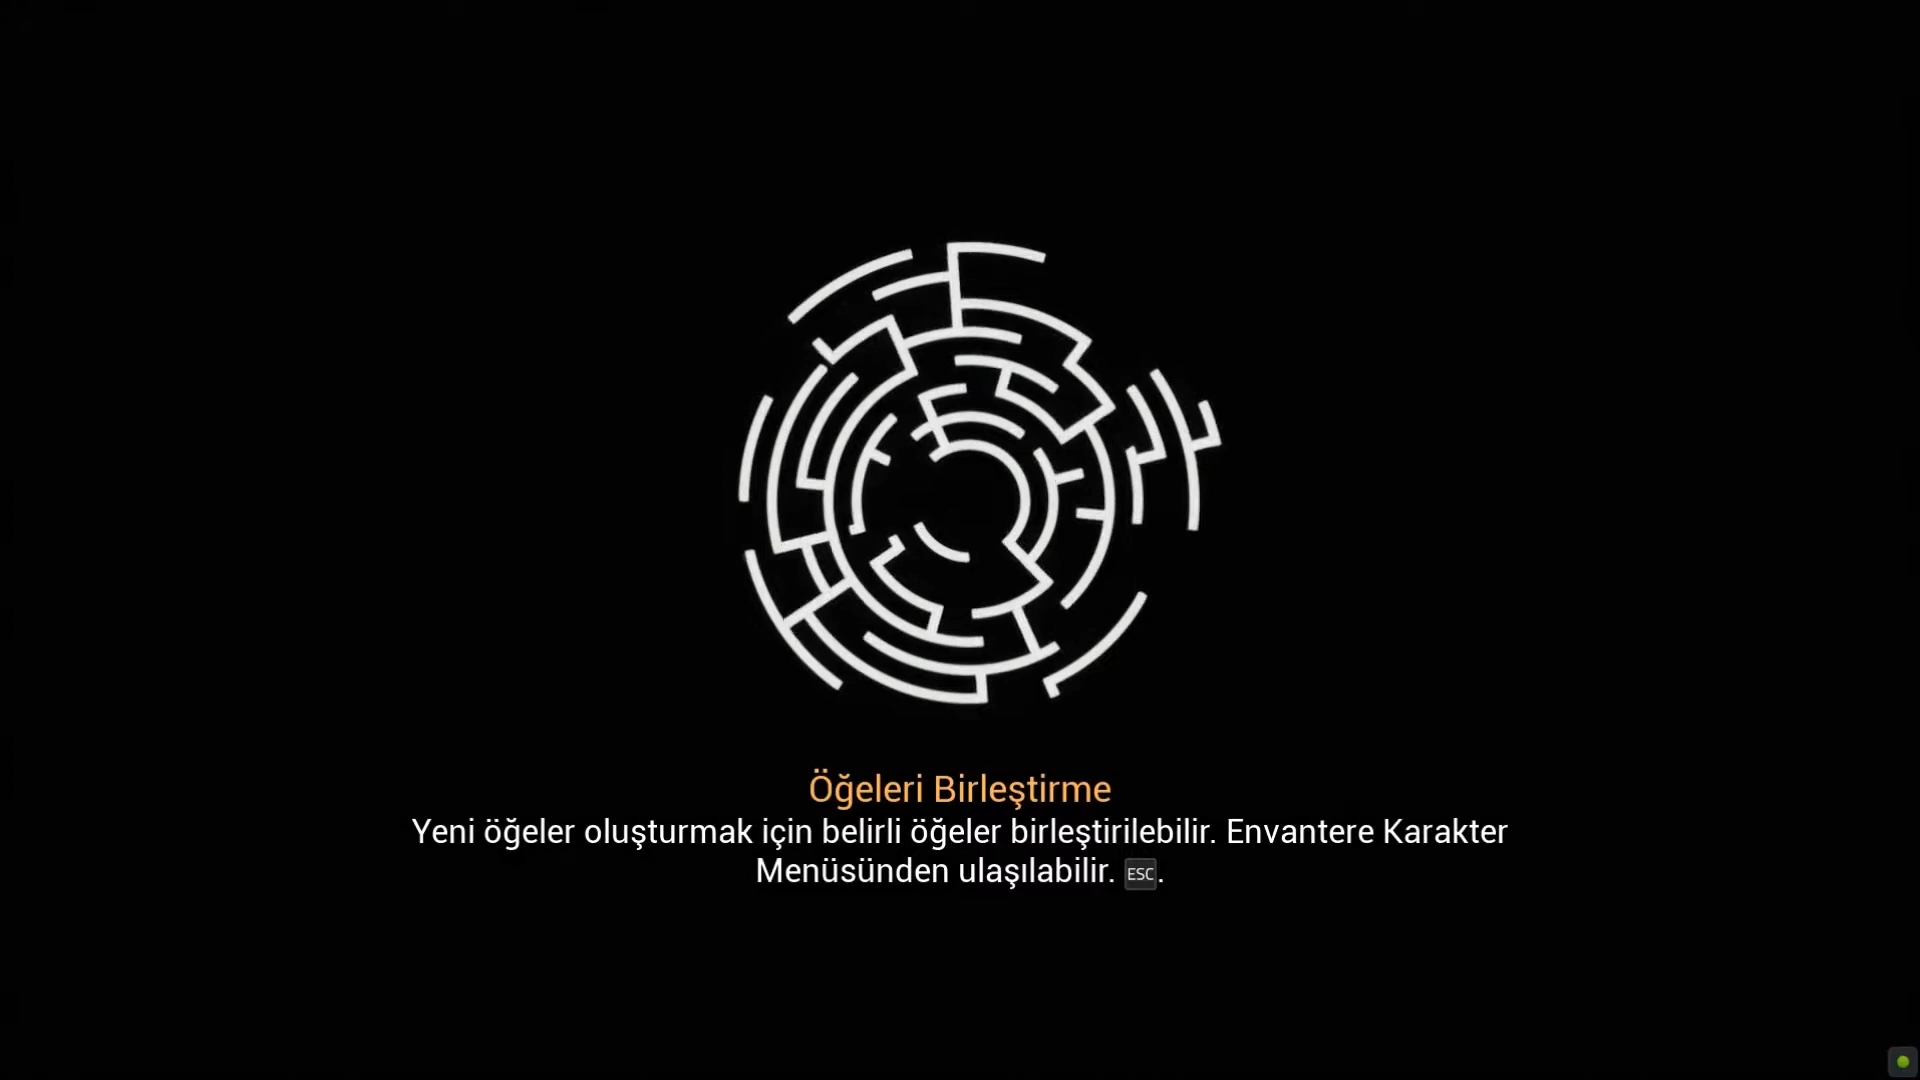 Öğeleri Birleştirme
Yeni öğeler oluşturmak için belirli öğeler birleştirilebilir. Envantere Karakter
Menüsünden ulaşılabilir. ESC.